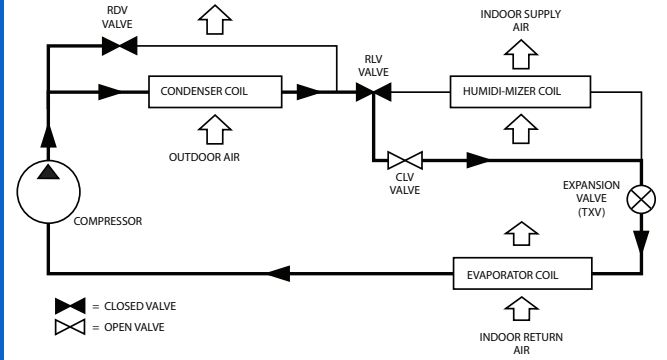 RDV
VALVE
INDOOR SUPPLY
AIR
RLV
VALVE
CONDENSER COIL
HUMIDI-MIZER COIL
OUTDOOR AIR
CLV
VALVE
EXPANSION
VALVE
(TXV)
COMPRESSOR
EVAPORATOR COIL
= CLOSED VALVE
= OPEN VALVE
INDOOR RETURN
AIR